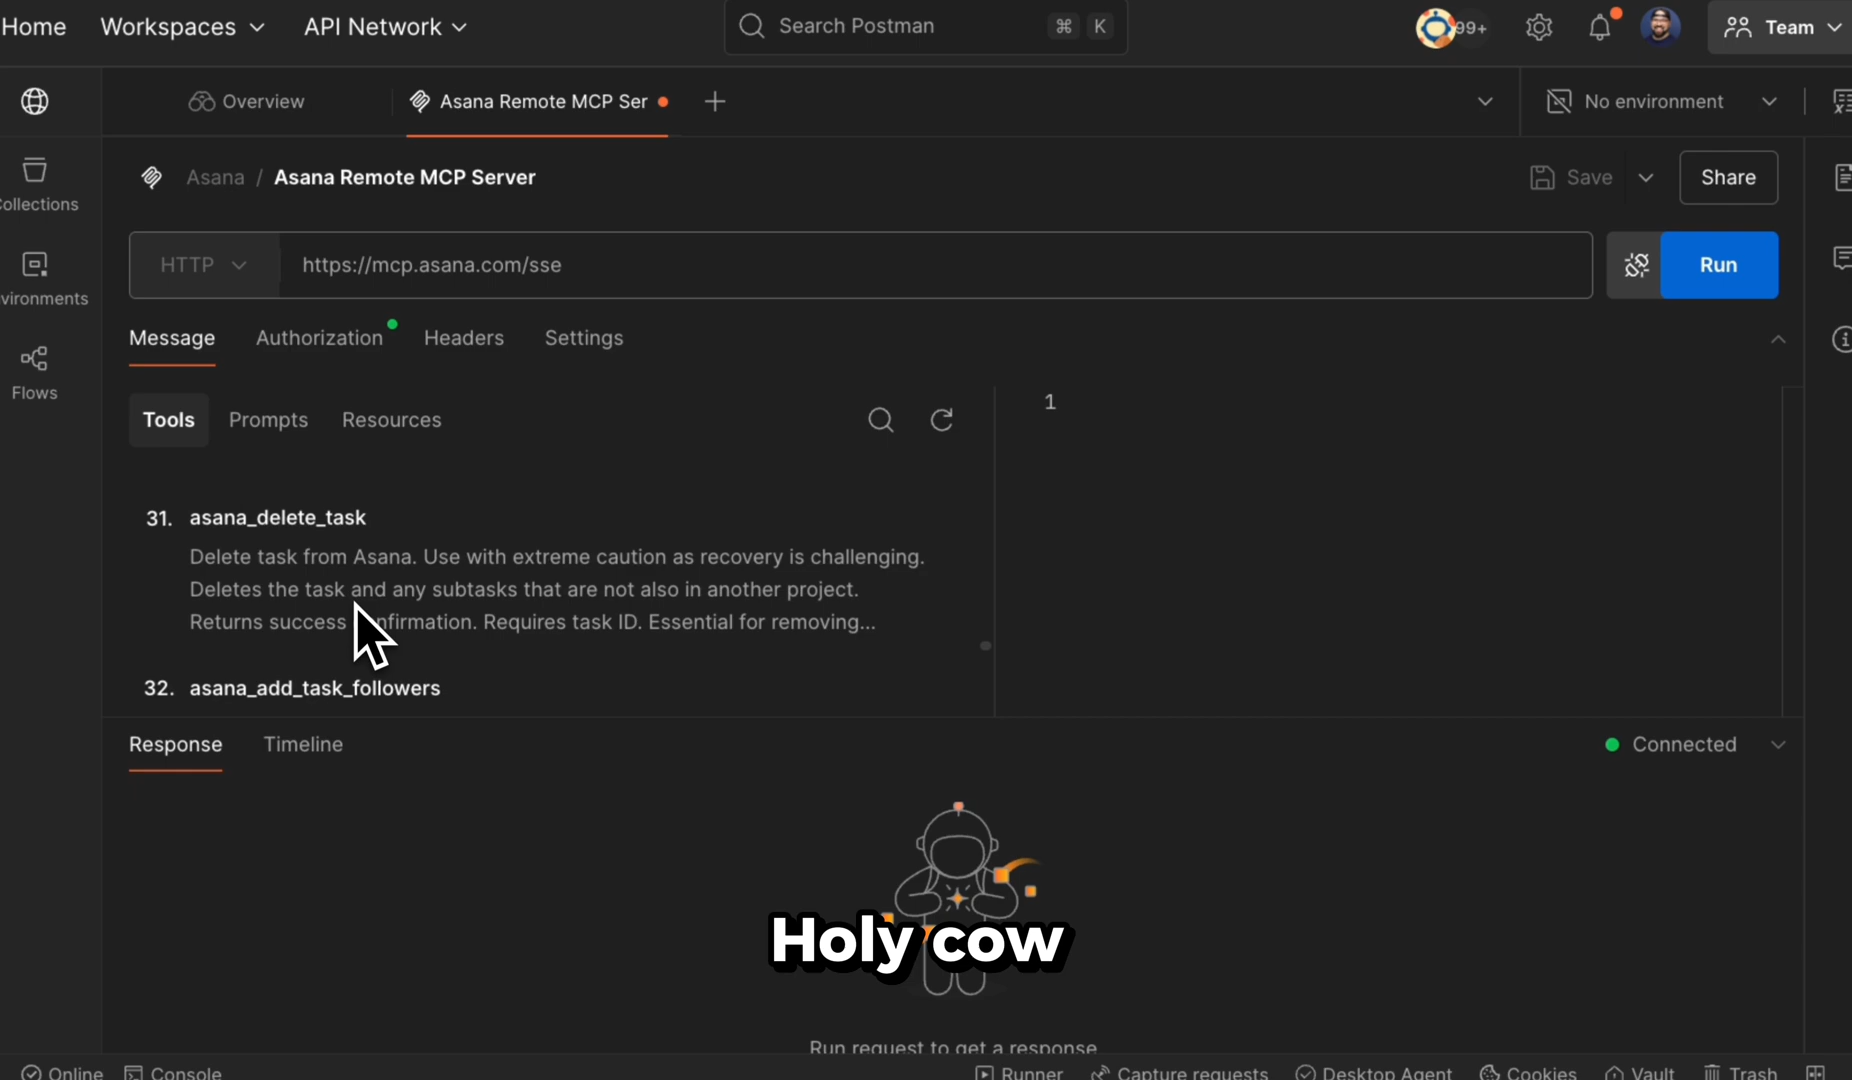 Home
Workspaces
API Network
Search Postman
⌘ K
99+
Team
Overview
Asana Remote MCP Ser
No environment
Asana / Asana Remote MCP Server
Save
Share
ollections
HTTP
https://mcp.asana.com/sse
Run
vironments
Message
Authorization
Headers
Settings
Flows
Tools
Prompts
Resources
1
31. asana_delete_task
Delete task from Asana. Use with extreme caution as recovery is challenging.
Deletes the task and any subtasks that are not also in another project.
Returns success nfirmation. Requires task ID. Essential for removing...
32. asana_add_task_followers
Response
Timeline
Connected
Holy cow
Run request to get a response
Online
Console
Runner
Capture requests
Desktop Agent
Cookies
Vault
Trash